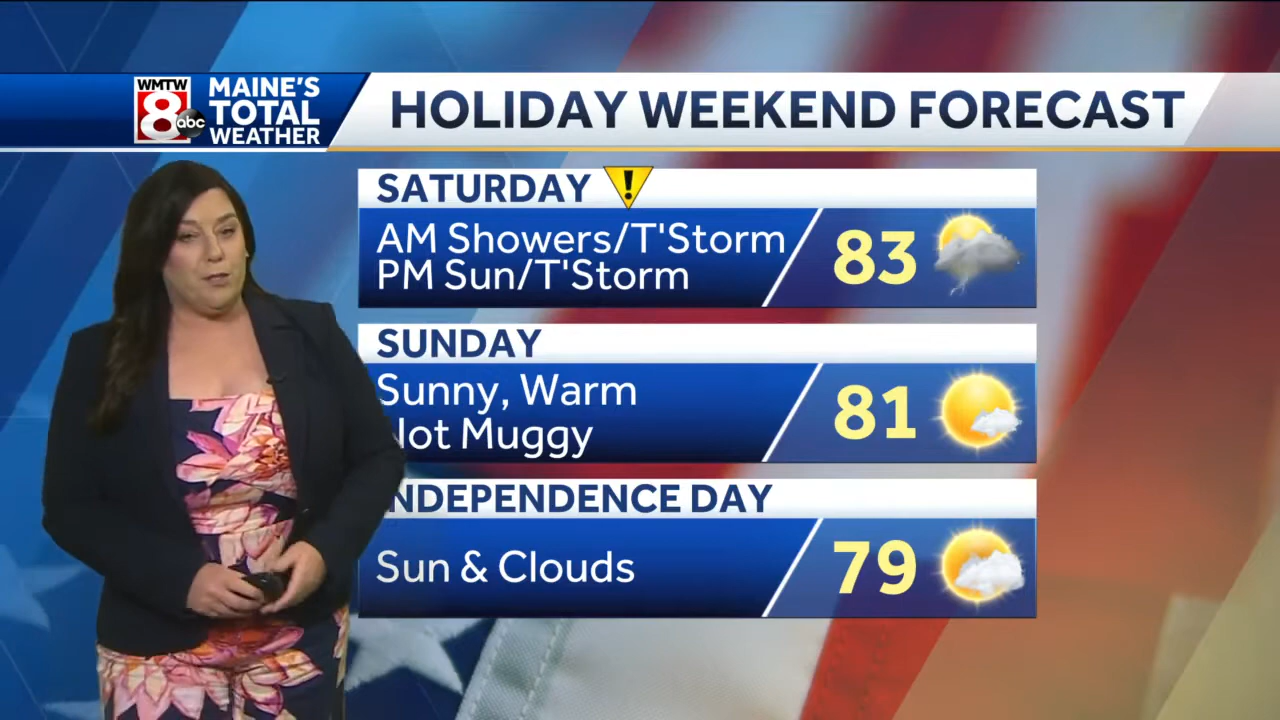 WMTW
8
abc
MAINE'S
TOTAL
WEATHER
HOLIDAY WEEKEND FORECAST
SATURDAY !
AM Showers/T'Storm
PM Sun/T'Storm
83
SUNDAY
Sunny, Warm
Not Muggy
81
INDEPENDENCE DAY
Sun & Clouds
79